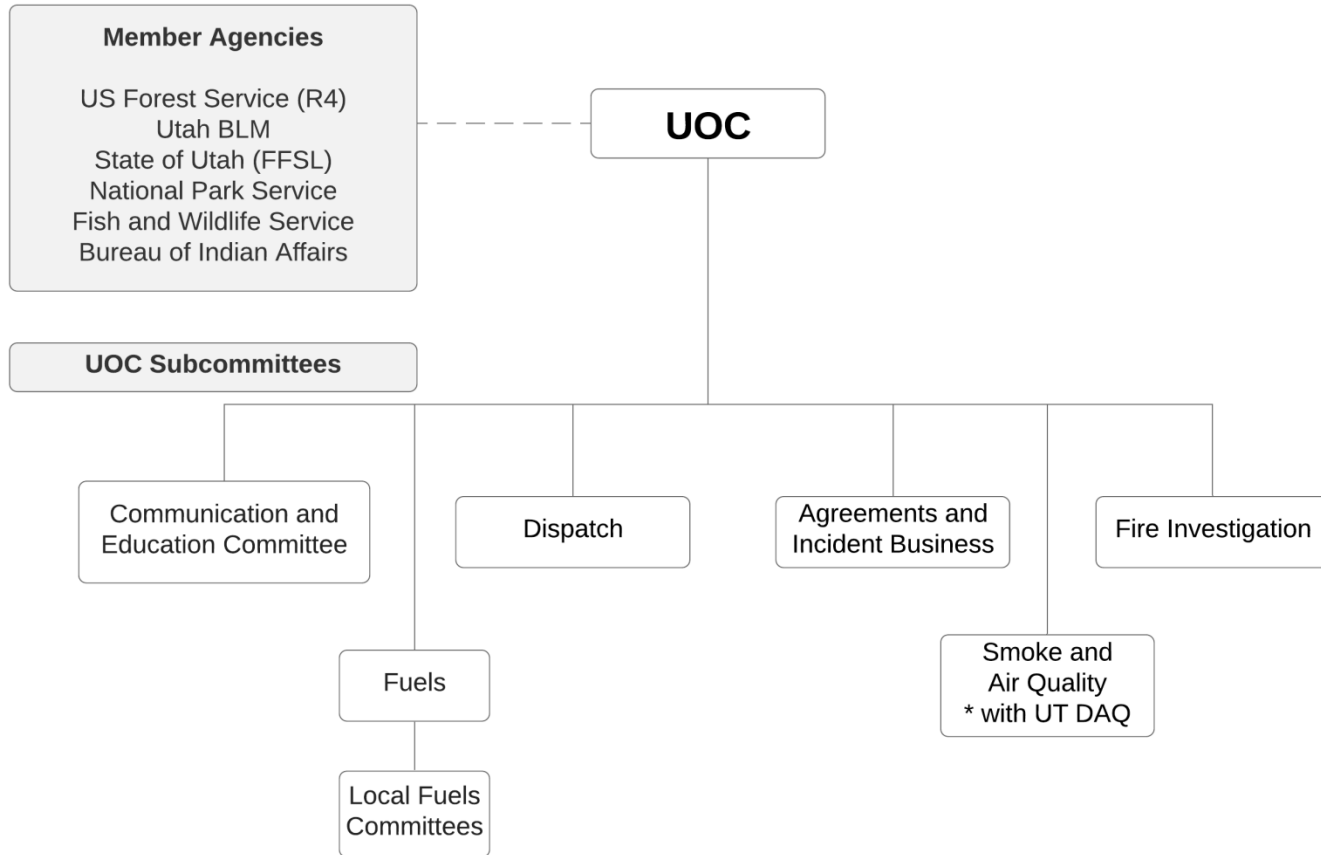 Member Agencies
US Forest Service (R4)
Utah BLM
State of Utah (FFSL)
National Park Service
Fish and Wildlife Service
Bureau of Indian Affairs
UOC
UOC Subcommittees
Communication and
Education Committee
Dispatch
Agreements and
Incident Business
Fire Investigation
Fuels
Smoke and
Air Quality
* with UT DAQ
Local Fuels
Committees